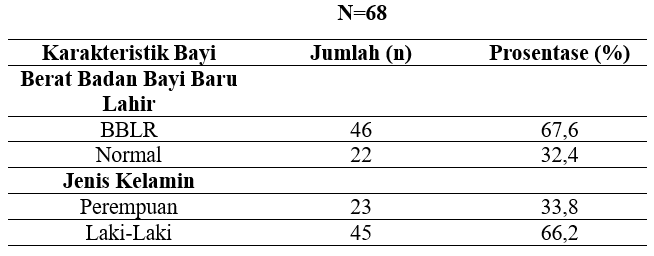 N=68
Karakteristik Bayi Jumlah (n) Prosentase (%)
Berat Badan Bayi Baru
Lahir
BBLR 46 67,6
Normal 22 32,4
Jenis Kelamin
Perempuan 23 33,8
Laki-Laki 45 66,2